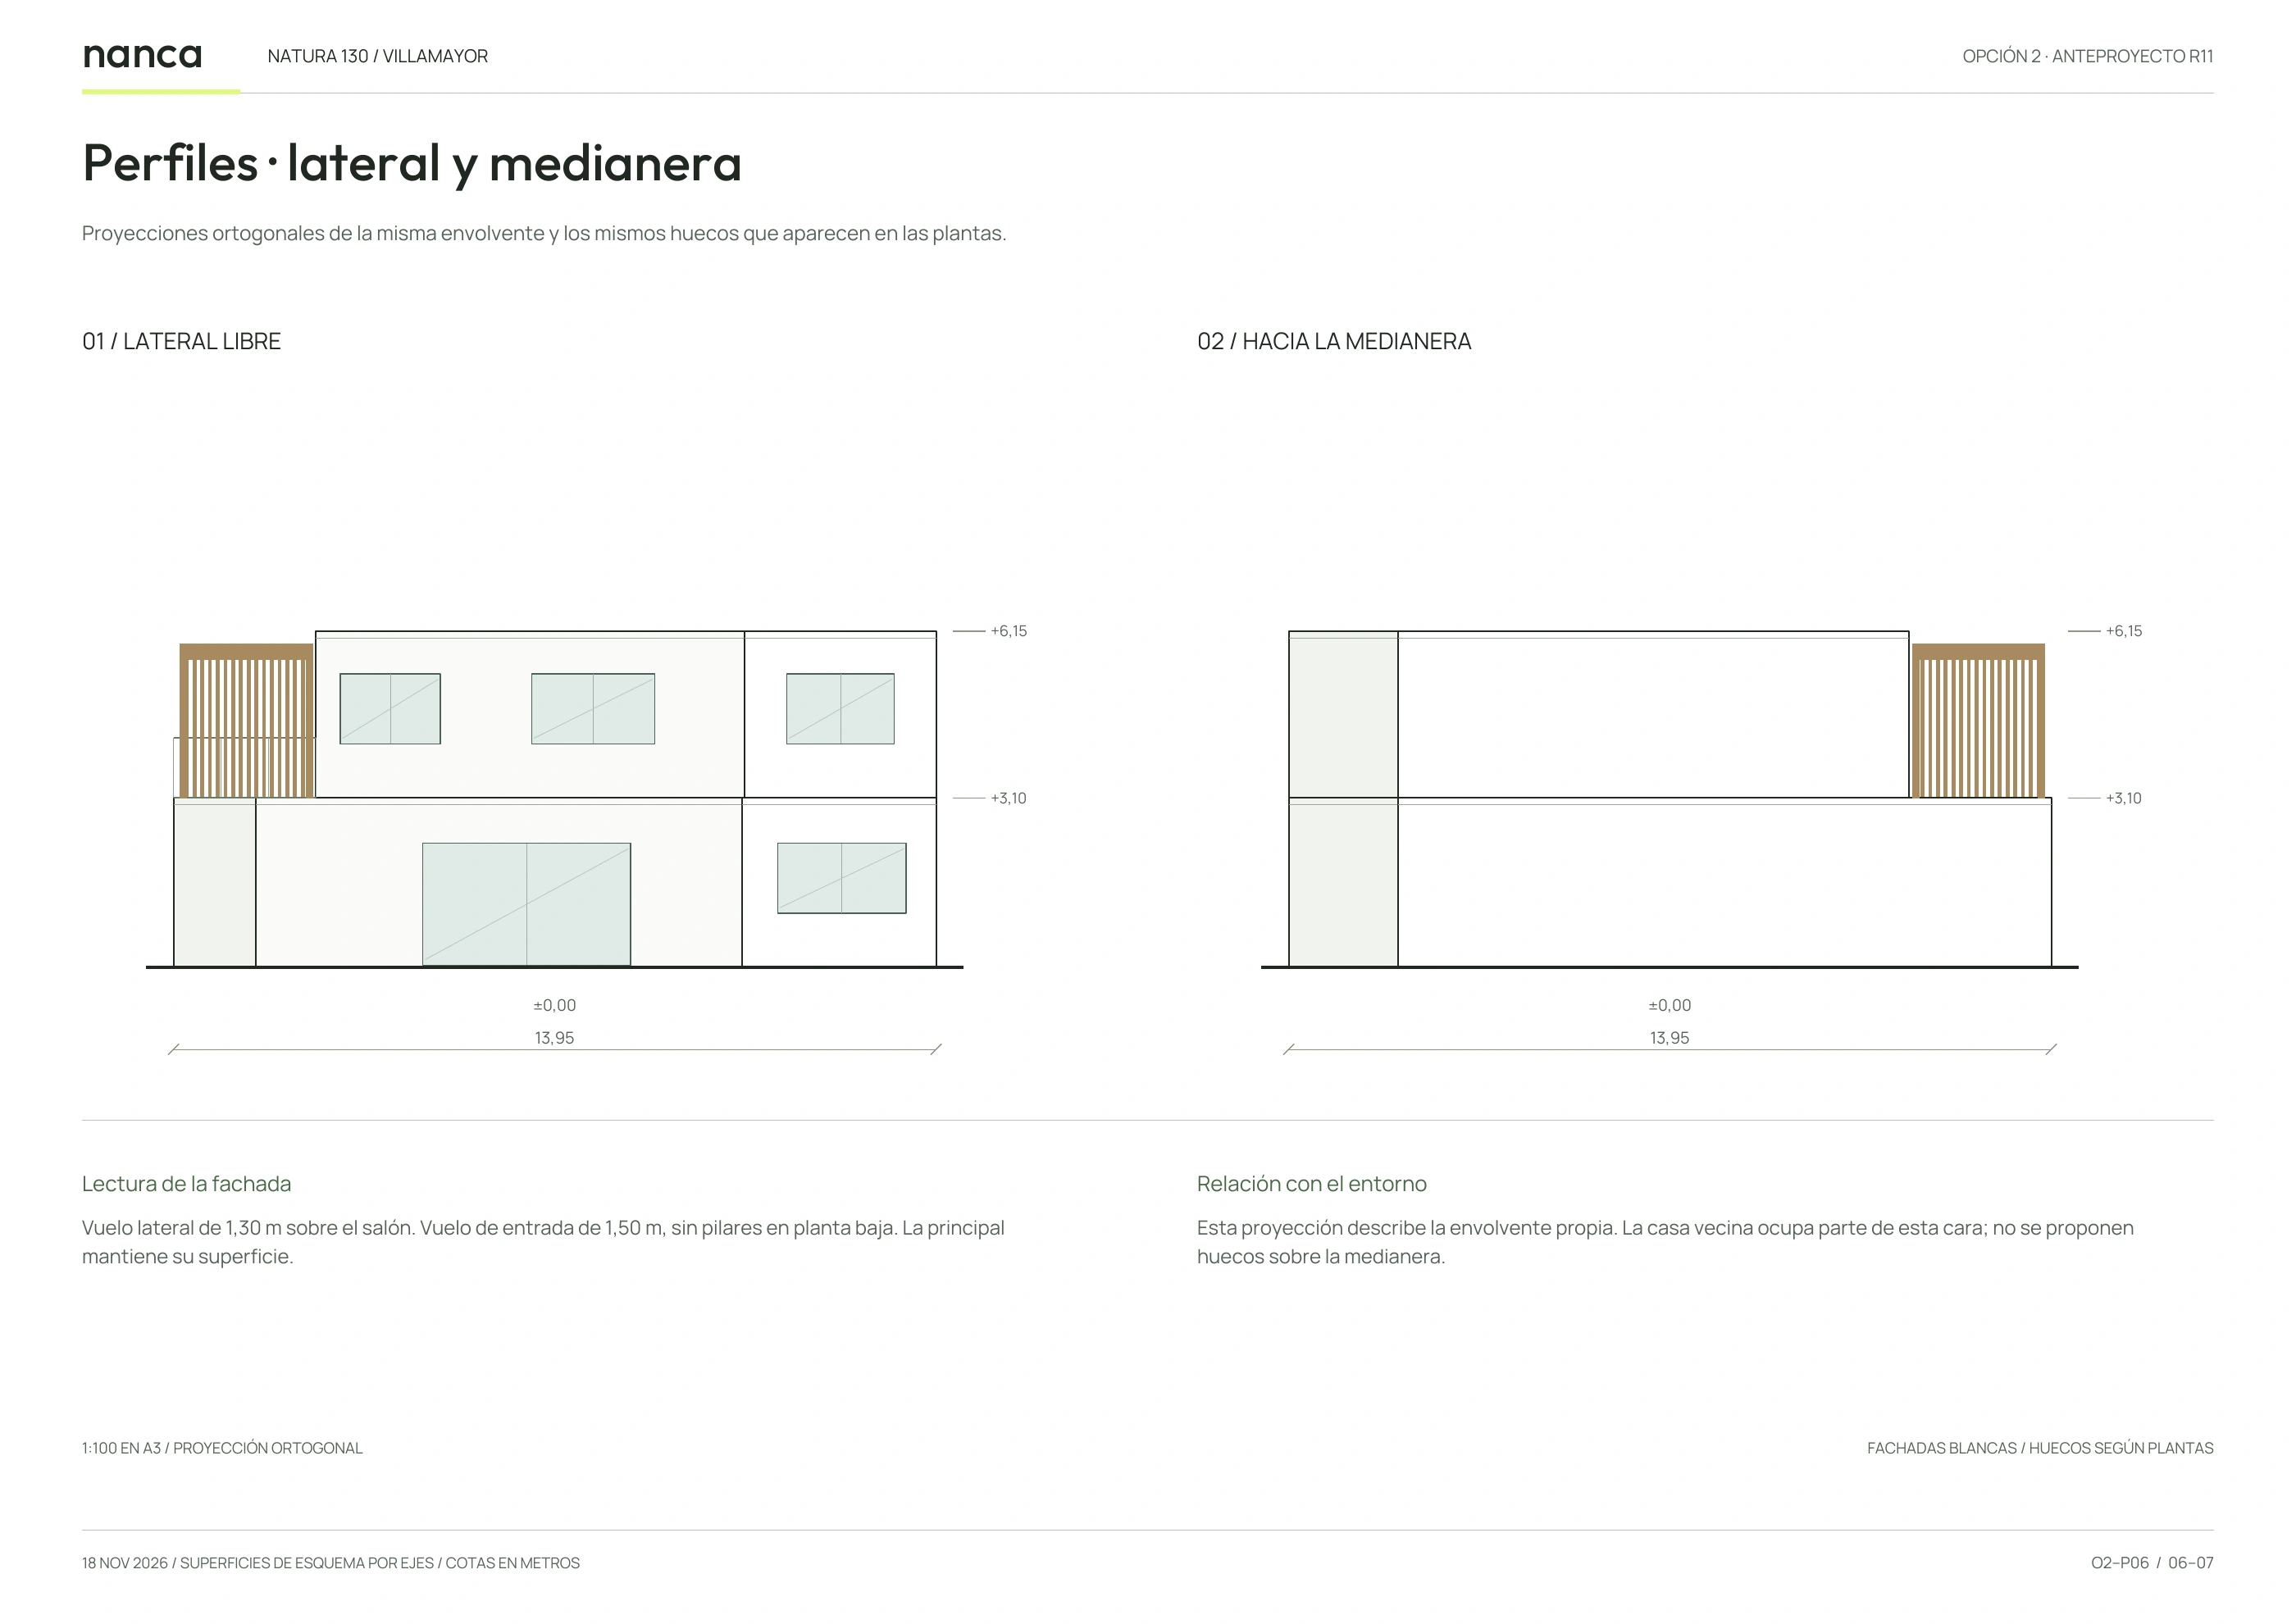 nanca
NATURA 130 / VILLAMAYOR
OPCIÓN 2 · ANTEPROYECTO R11
Perfiles · lateral y medianera
Proyecciones ortogonales de la misma envolvente y los mismos huecos que aparecen en las plantas.
01 / LATERAL LIBRE
+6,15
+3,10
±0,00
13,95
02 / HACIA LA MEDIANERA
+6,15
+3,10
±0,00
13,95
Lectura de la fachada
Vuelo lateral de 1,30 m sobre el salón. Vuelo de entrada de 1,50 m, sin pilares en planta baja. La principal
mantiene su superficie.
Relación con el entorno
Esta proyección describe la envolvente propia. La casa vecina ocupa parte de esta cara; no se proponen
huecos sobre la medianera.
1:100 EN A3 / PROYECCIÓN ORTOGONAL
FACHADAS BLANCAS / HUECOS SEGÚN PLANTAS
18 NOV 2026 / SUPERFICIES DE ESQUEMA POR EJES / COTAS EN METROS
O2-P06 / 06-07